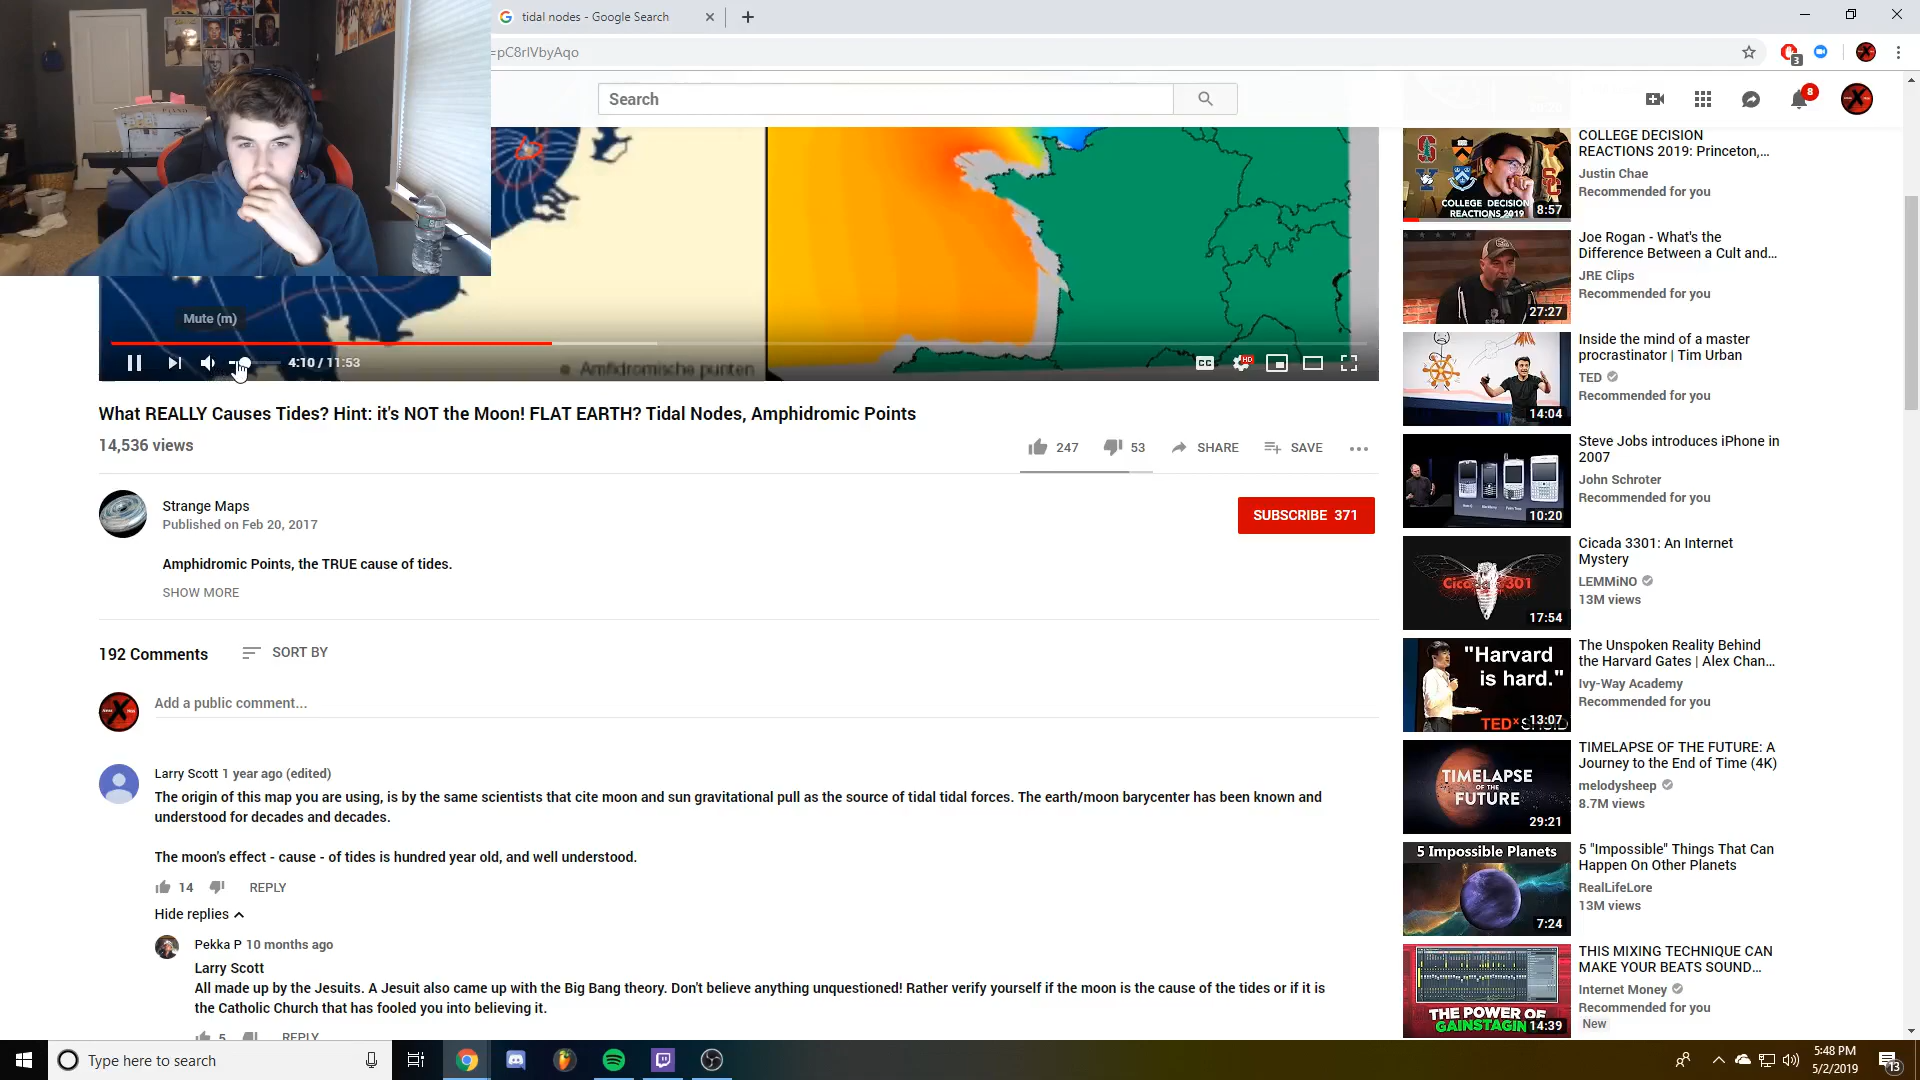 tidal nodes - Google Search
=pC8rlVbyAqo
3
Search
8
Mute (m)
4:10 / 11:53
CC
HD
Amfidromische punten
What REALLY Causes Tides? Hint: it's NOT the Moon! FLAT EARTH? Tidal Nodes, Amphidromic Points
14,536 views
247
53
SHARE
SAVE
Strange Maps
Published on Feb 20, 2017
SUBSCRIBE 371
Amphidromic Points, the TRUE cause of tides.
SHOW MORE
192 Comments
SORT BY
Add a public comment...
Larry Scott 1 year ago (edited)
The origin of this map you are using, is by the same scientists that cite moon and sun gravitational pull as the source of tidal tidal forces. The earth/moon barycenter has been known and
understood for decades and decades.
The moon's effect - cause - of tides is hundred year old, and well understood.
14
REPLY
Hide replies
Pekka P 10 months ago
Larry Scott
All made up by the Jesuits. A Jesuit also came up with the Big Bang theory. Don't believe anything unquestioned! Rather verify yourself if the moon is the cause of the tides or if it is
the Catholic Church that has fooled you into believing it.
5
REPLY
COLLEGE DECISION
REACTIONS 2019
8:57
COLLEGE DECISION
REACTIONS 2019: Princeton,...
Justin Chae
Recommended for you
27:27
Joe Rogan - What's the
Difference Between a Cult and...
JRE Clips
Recommended for you
14:04
Inside the mind of a master
procrastinator | Tim Urban
TED
Recommended for you
10:20
Steve Jobs introduces iPhone in
2007
John Schroter
Recommended for you
17:54
Cicada 3301: An Internet
Mystery
LEMMiNO
13M views
"Harvard
is hard."
TEDx
13:07
The Unspoken Reality Behind
the Harvard Gates | Alex Chan...
Ivy-Way Academy
Recommended for you
TIMELAPSE
OF THE
FUTURE
29:21
TIMELAPSE OF THE FUTURE: A
Journey to the End of Time (4K)
melodysheep
8.7M views
5 Impossible Planets
7:24
5 "Impossible" Things That Can
Happen On Other Planets
RealLifeLore
13M views
THE POWER OF
14:39
THIS MIXING TECHNIQUE CAN
MAKE YOUR BEATS SOUND...
Internet Money
Recommended for you
New
Type here to search
5:48 PM
5/2/2019
13